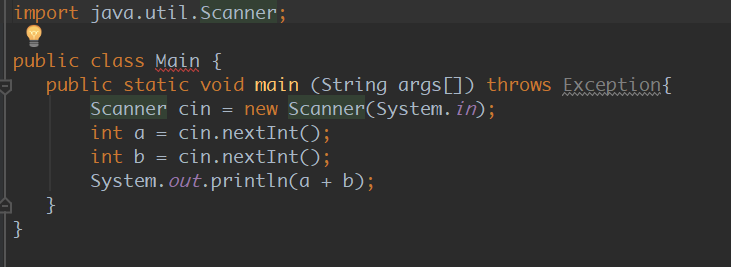 import java.util.Scanner;
public class Main {
public static void main (String args[]) throws Exception{
Scanner cin = new Scanner(System.in);
int a = cin.nextInt();
int b = cin.nextInt();
System.out.println(a + b);
}
}